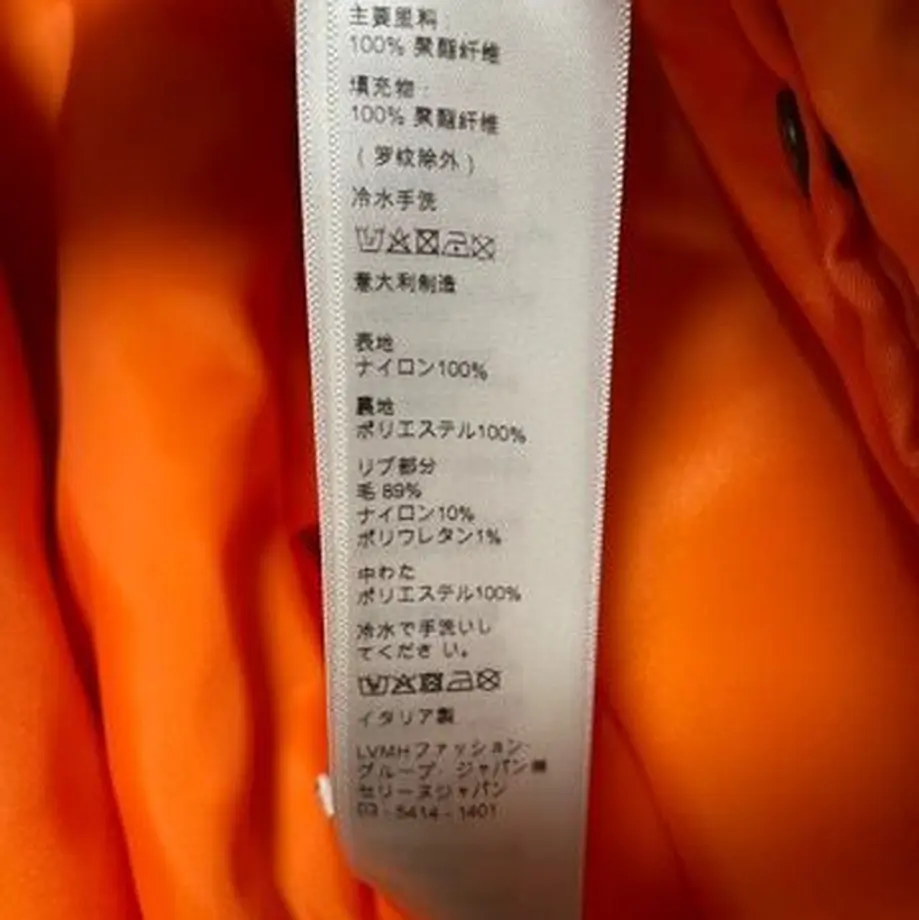 主要里料:
100% 聚酯纤维
填充物:
100% 聚酯纤维
(罗纹除外)
冷水手洗
意大利制造
表地
ナイロン100%
裏地
ポリエステル100%
リブ部分
毛 89%
ナイロン10%
ポリウレタン1%
中わた
ポリエステル100%
冷水で手洗いし
てくださ い。
イタリア製
LVMHファッション・
グループ・ジャパン㈱
セリーヌジャパン
03-5414-1401